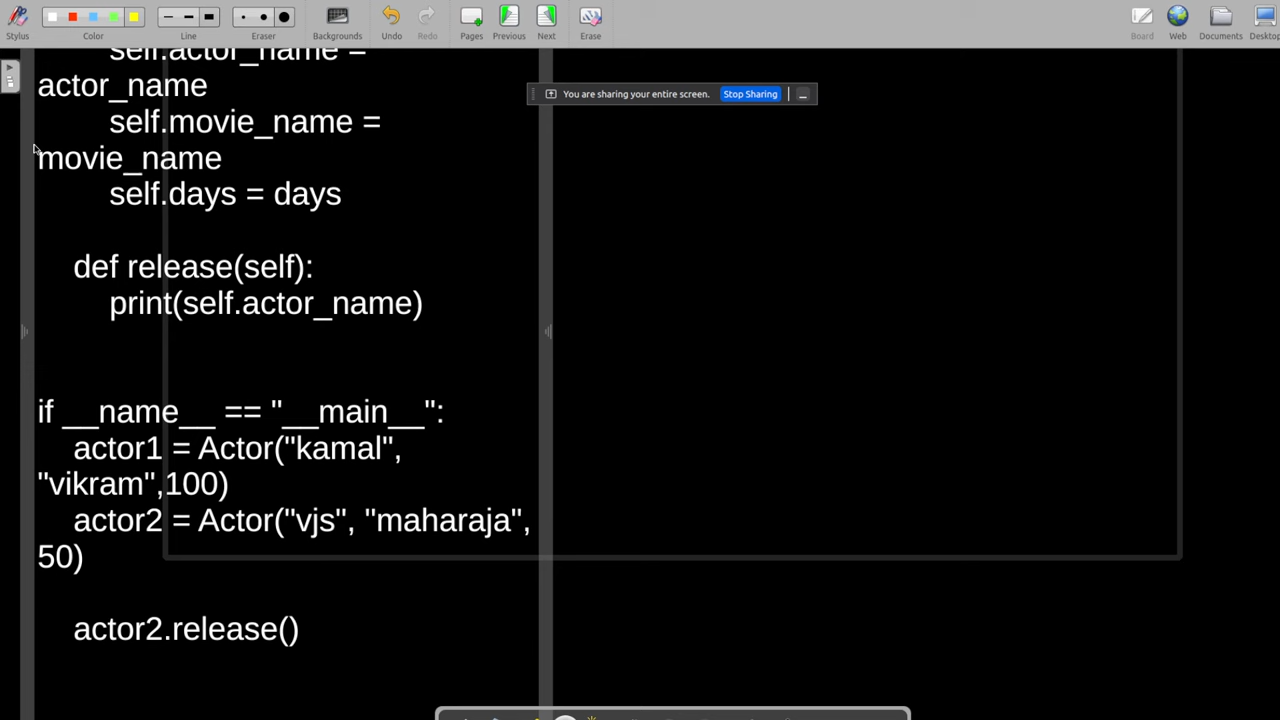 Stylus
Color
Line
Eraser
Backgrounds
Undo
Redo
Pages
Previous
Next
Erase
Board
Web
Documents
Desktop
You are sharing your entire screen.
Stop Sharing
self.actor_name =
actor_name
self.movie_name =
movie_name
self.days = days
def release(self):
print(self.actor_name)
if __name__ == "__main__":
actor1 = Actor("kamal",
"vikram",100)
actor2 = Actor("vjs", "maharaja",
50)
actor2.release()